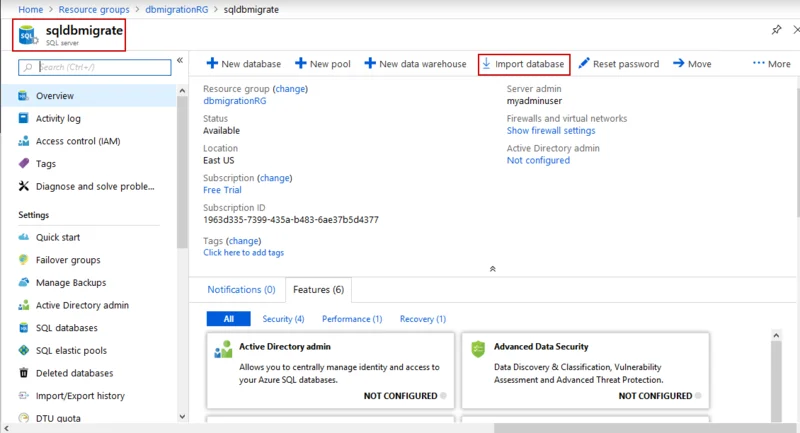 Home > Resource groups > dbmigrationRG > sqldbmigrate
sqldbmigrate
SQL server
Search (Ctrl+/)
Overview
Activity log
Access control (IAM)
Tags
Diagnose and solve proble...
Settings
Quick start
Failover groups
Manage Backups
Active Directory admin
SQL databases
SQL elastic pools
Deleted databases
Import/Export history
DTU quota
New database
New pool
New data warehouse
Import database
Reset password
Move
More
Resource group (change)
dbmigrationRG
Status
Available
Location
East US
Subscription (change)
Free Trial
Subscription ID
1963d335-7399-435a-b483-6ae37b5d4377
Tags (change)
Click here to add tags
Server admin
myadminuser
Firewalls and virtual networks
Show firewall settings
Active Directory admin
Not configured
Notifications (0)
Features (6)
All
Security (4)
Performance (1)
Recovery (1)
Active Directory admin
Allows you to centrally manage identity and access to
your Azure SQL databases.
NOT CONFIGURED
Advanced Data Security
Data Discovery & Classification, Vulnerability
Assessment and Advanced Threat Protection.
NOT CONFIGURED